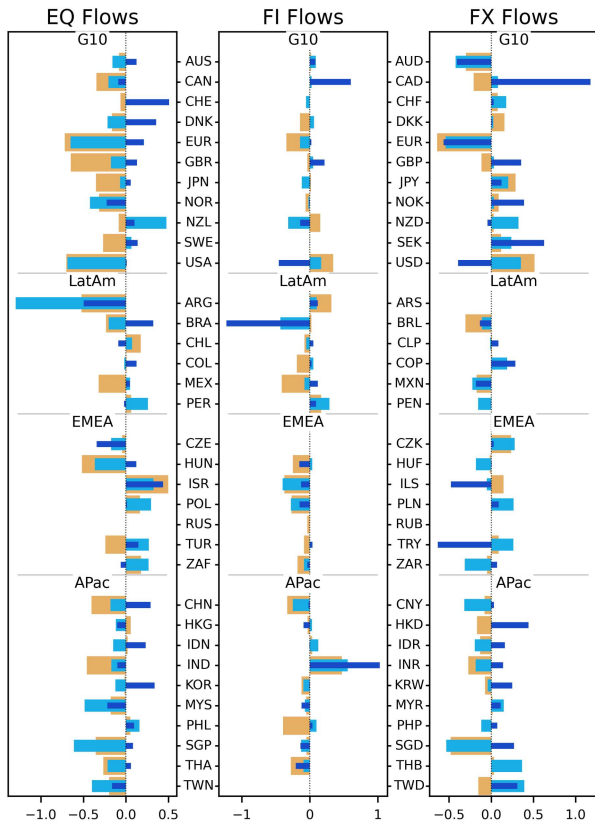 EQ Flows FI Flows FX Flows
G10 G10 G10
AUS AUD
CAN CAD
CHE CHF
DNK DKK
EUR EUR
GBR GBP
JPN JPY
NOR NOK
NZL NZD
SWE SEK
USA USD
LatAm LatAm LatAm
ARG ARS
BRA BRL
CHL CLP
COL COP
MEX MXN
PER PEN
EMEA EMEA EMEA
CZE CZK
HUN HUF
ISR ILS
POL PLN
RUS RUB
TUR TRY
ZAF ZAR
APac APac APac
CHN CNY
HKG HKD
IDN IDR
IND INR
KOR KRW
MYS MYR
PHL PHP
SGP SGD
THA THB
TWN TWD
−1.0 −0.5 0.0 0.5 −1 0 1 −0.5 0.0 0.5 1.0